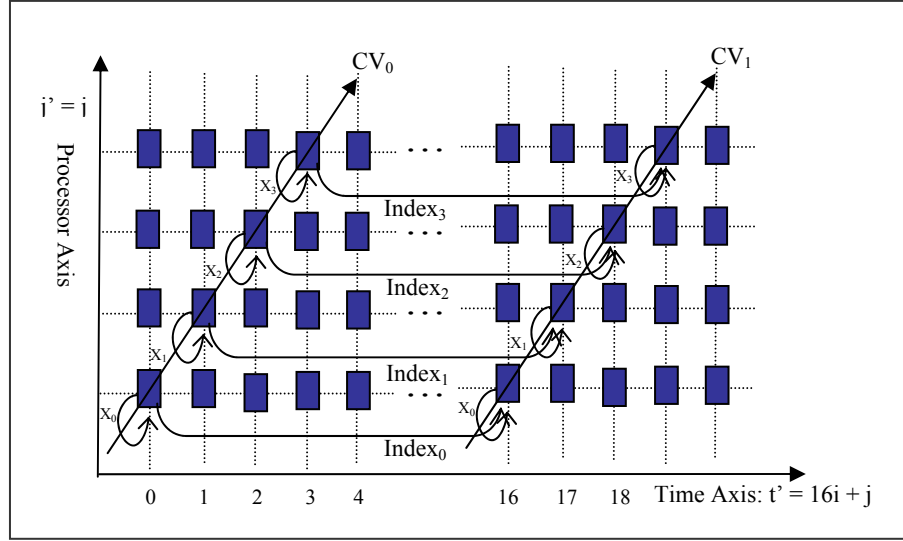 CV₀
CV₁
j' = j
Processor Axis
X₃
X₃
Index₃
X₂
X₂
Index₂
X₁
X₁
Index₁
X₀
X₀
Index₀
0 1 2 3 4 16 17 18 Time Axis: t' = 16i + j